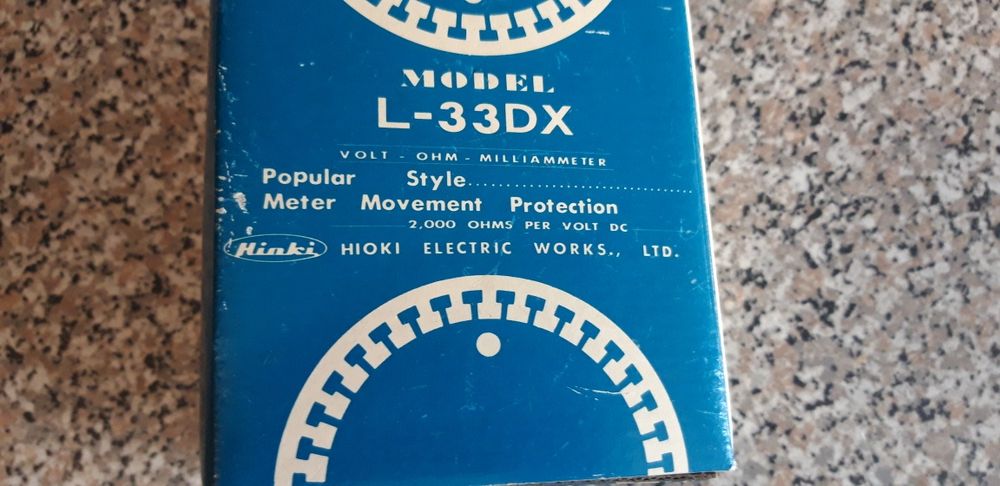 MODEL
L-33DX
VOLT - OHM - MILLIAMMETER
Popular Style..............................
Meter Movement Protection
2,000 OHMS PER VOLT DC
Hioki HIOKI ELECTRIC WORKS., LTD.